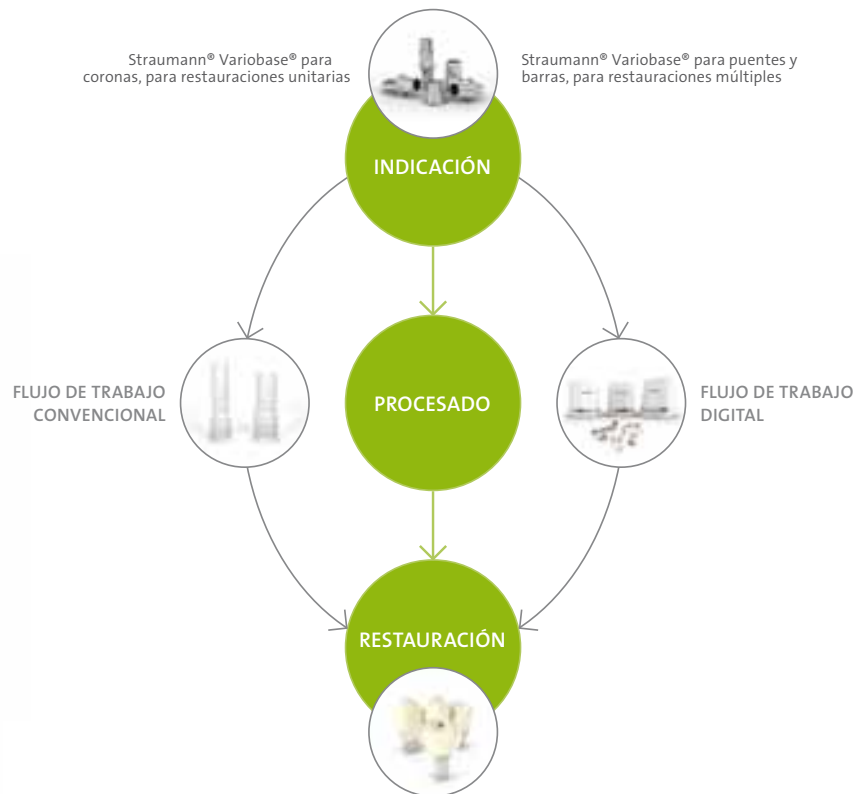 Straumann® Variobase® para
coronas, para restauraciones unitarias
Straumann® Variobase® para puentes y
barras, para restauraciones múltiples
INDICACIÓN
FLUJO DE TRABAJO
CONVENCIONAL
PROCESADO
FLUJO DE TRABAJO
DIGITAL
RESTAURACIÓN